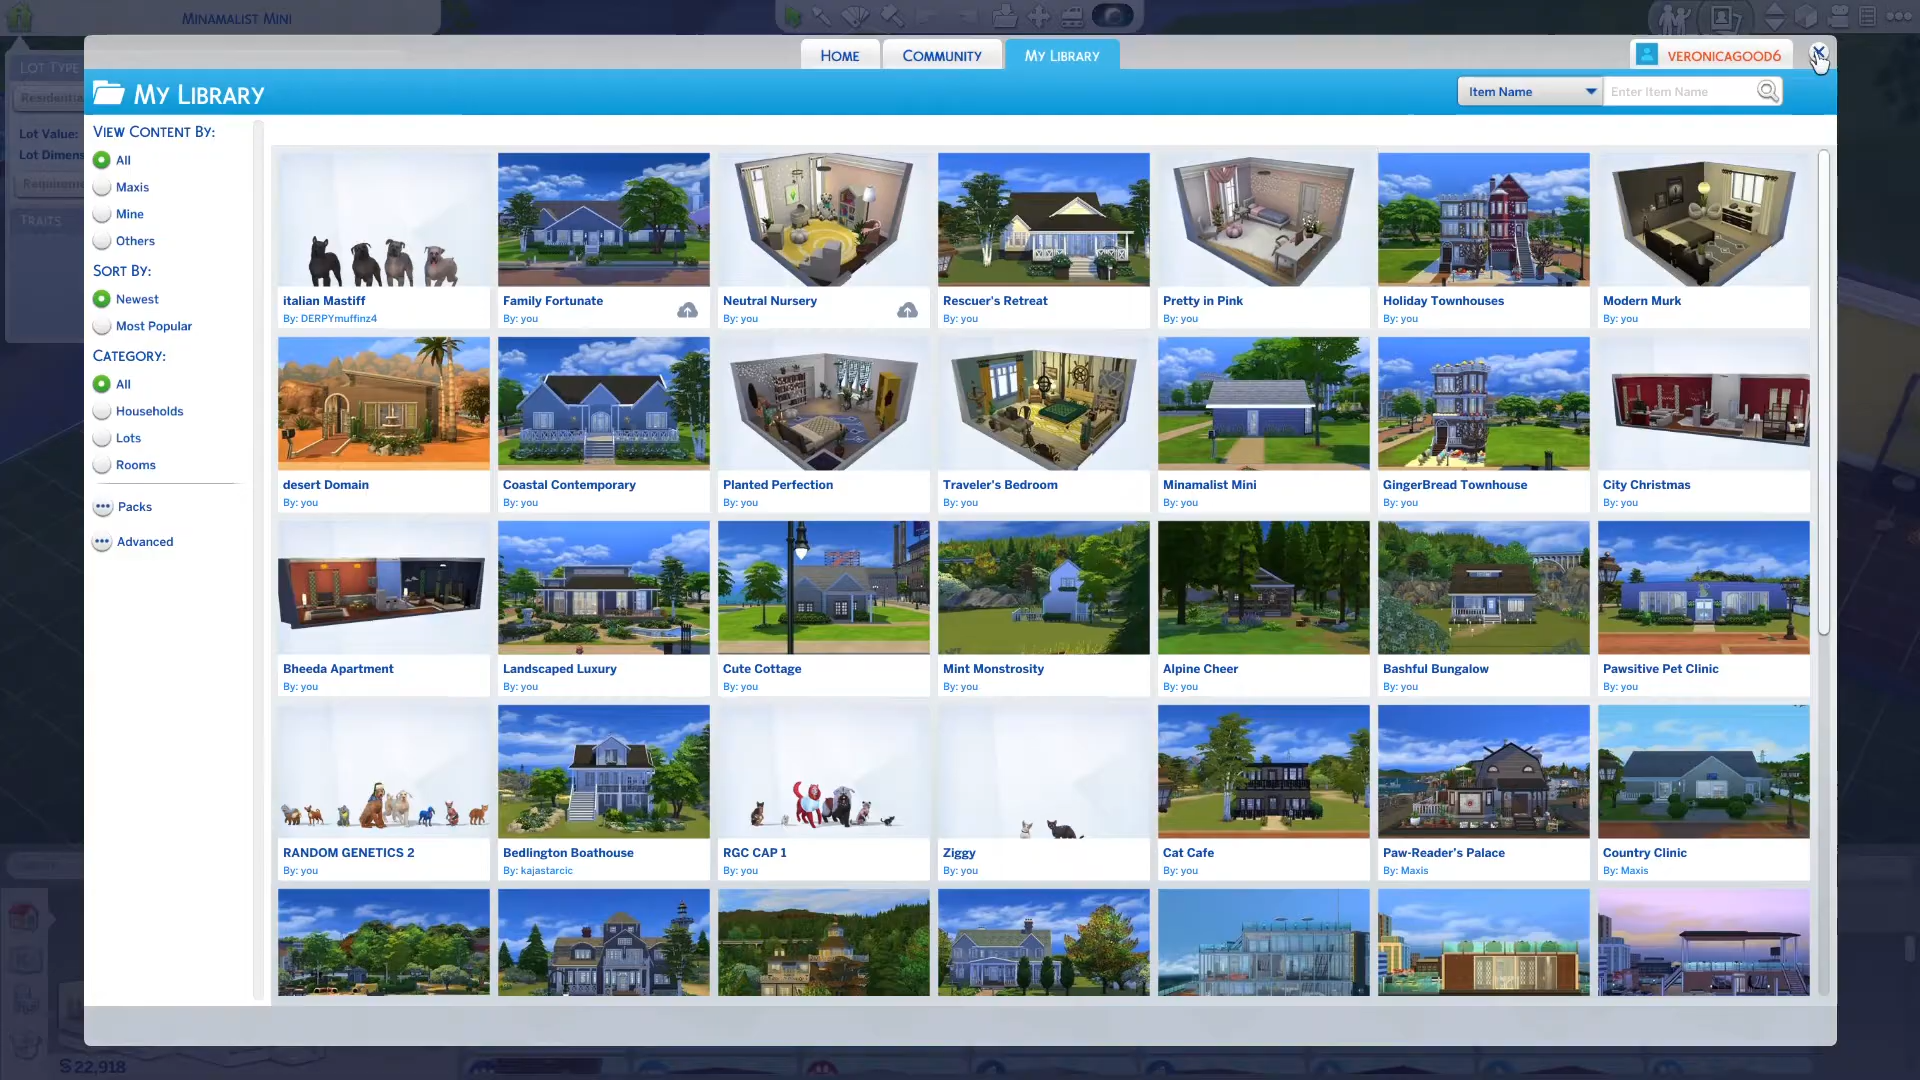 MINAMALIST MINI
HOME
COMMUNITY
MY LIBRARY
VERONICAGOOD6
LOT TYPE
Residentia
Lot Value:
Lot Dimens
Requirem
TRAITS
MY LIBRARY
Item Name
Enter Item Name
VIEW CONTENT BY:
All
Maxis
Mine
Others
SORT BY:
Newest
Most Popular
CATEGORY:
All
Households
Lots
Rooms
Packs
Advanced
italian Mastiff
By: DERPYmuffinz4
Family Fortunate
By: you
Neutral Nursery
By: you
Rescuer's Retreat
By: you
Pretty in Pink
By: you
Holiday Townhouses
By: you
Modern Murk
By: you
desert Domain
By: you
Coastal Contemporary
By: you
Planted Perfection
By: you
Traveler's Bedroom
By: you
Minamalist Mini
By: you
GingerBread Townhouse
By: you
City Christmas
By: you
Bheeda Apartment
By: you
Landscaped Luxury
By: you
Cute Cottage
By: you
Mint Monstrosity
By: you
Alpine Cheer
By: you
Bashful Bungalow
By: you
Pawsitive Pet Clinic
By: you
RANDOM GENETICS 2
By: you
Bedlington Boathouse
By: kajastarcic
RGC CAP 1
By: you
Ziggy
By: you
Cat Cafe
By: you
Paw-Reader's Palace
By: Maxis
Country Clinic
By: Maxis
§22,918